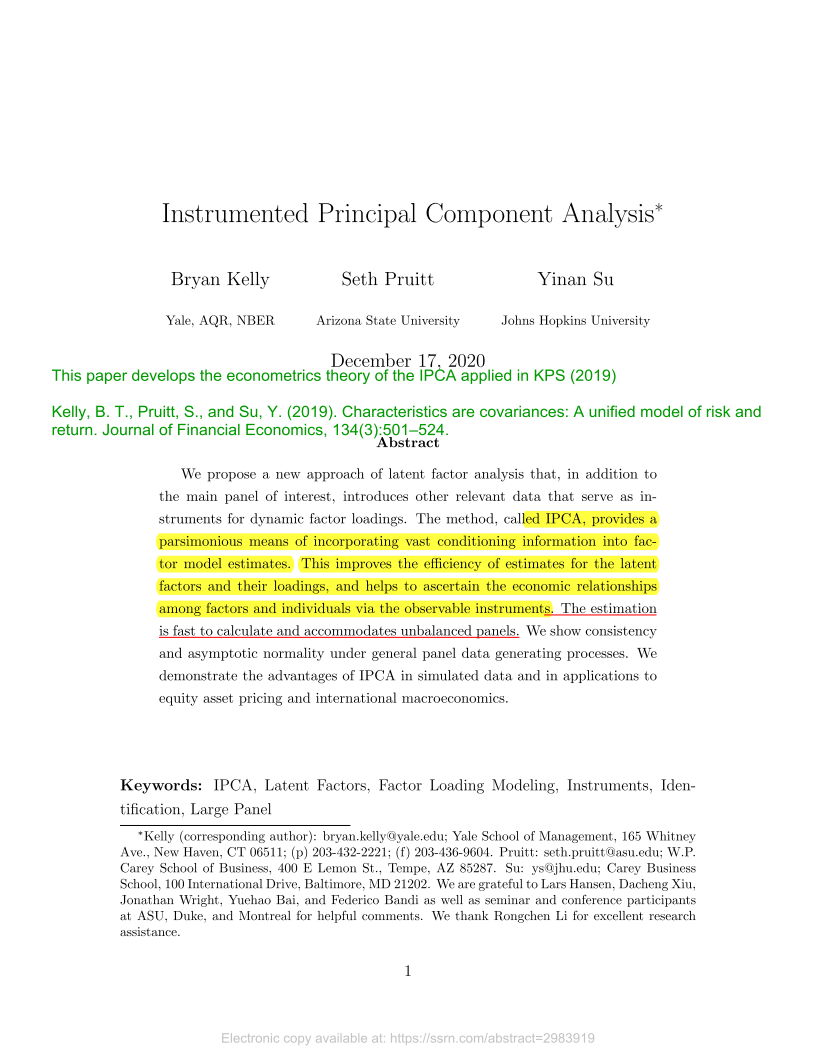 Instrumented Principal Component Analysis*
Bryan Kelly Seth Pruitt Yinan Su
Yale, AQR, NBER Arizona State University Johns Hopkins University
December 17, 2020
This paper develops the econometrics theory of the IPCA applied in KPS (2019)
Kelly, B. T., Pruitt, S., and Su, Y. (2019). Characteristics are covariances: A unified model of risk and
return. Journal of Financial Economics, 134(3):501–524.
Abstract
We propose a new approach of latent factor analysis that, in addition to
the main panel of interest, introduces other relevant data that serve as in-
struments for dynamic factor loadings. The method, called IPCA, provides a
parsimonious means of incorporating vast conditioning information into fac-
tor model estimates. This improves the efficiency of estimates for the latent
factors and their loadings, and helps to ascertain the economic relationships
among factors and individuals via the observable instruments. The estimation
is fast to calculate and accommodates unbalanced panels. We show consistency
and asymptotic normality under general panel data generating processes. We
demonstrate the advantages of IPCA in simulated data and in applications to
equity asset pricing and international macroeconomics.
Keywords: IPCA, Latent Factors, Factor Loading Modeling, Instruments, Iden-
tification, Large Panel
*Kelly (corresponding author): bryan.kelly@yale.edu; Yale School of Management, 165 Whitney
Ave., New Haven, CT 06511; (p) 203-432-2221; (f) 203-436-9604. Pruitt: seth.pruitt@asu.edu; W.P.
Carey School of Business, 400 E Lemon St., Tempe, AZ 85287. Su: ys@jhu.edu; Carey Business
School, 100 International Drive, Baltimore, MD 21202. We are grateful to Lars Hansen, Dacheng Xiu,
Jonathan Wright, Yuehao Bai, and Federico Bandi as well as seminar and conference participants
at ASU, Duke, and Montreal for helpful comments. We thank Rongchen Li for excellent research
assistance.
1
Electronic copy available at: https://ssrn.com/abstract=2983919